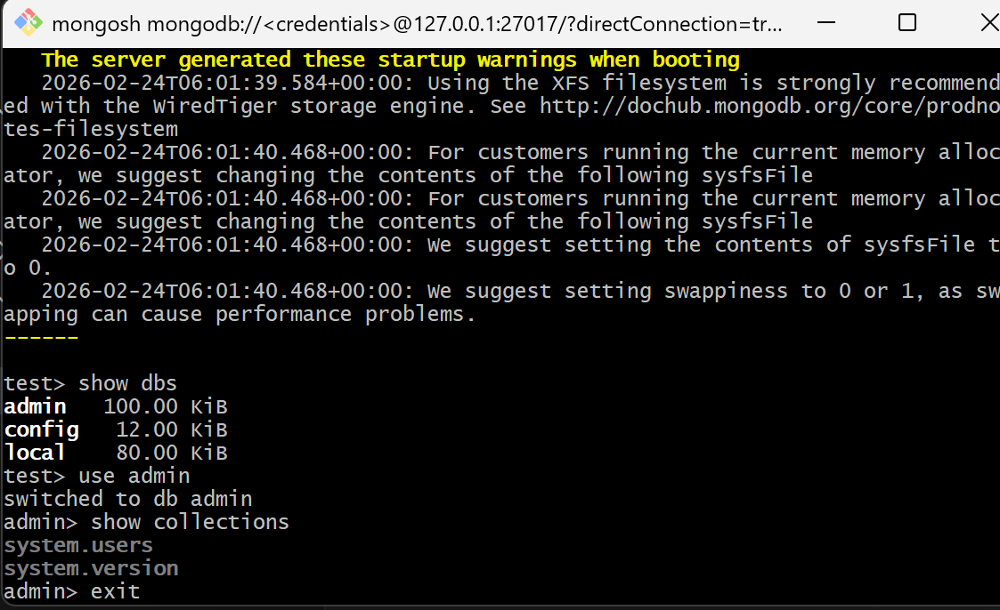 mongosh mongodb://<credentials>@127.0.0.1:27017/?directConnection=tr...
The server generated these startup warnings when booting
2026-02-24T06:01:39.584+00:00: Using the XFS filesystem is strongly recommend
ed with the WiredTiger storage engine. See http://dochub.mongodb.org/core/prodno
tes-filesystem
2026-02-24T06:01:40.468+00:00: For customers running the current memory alloc
ator, we suggest changing the contents of the following sysfsFile
2026-02-24T06:01:40.468+00:00: For customers running the current memory alloc
ator, we suggest changing the contents of the following sysfsFile
2026-02-24T06:01:40.468+00:00: We suggest setting the contents of sysfsFile t
o 0.
2026-02-24T06:01:40.468+00:00: We suggest setting swappiness to 0 or 1, as sw
apping can cause performance problems.
------
test> show dbs
admin   100.00 KiB
config   12.00 KiB
local    80.00 KiB
test> use admin
switched to db admin
admin> show collections
system.users
system.version
admin> exit